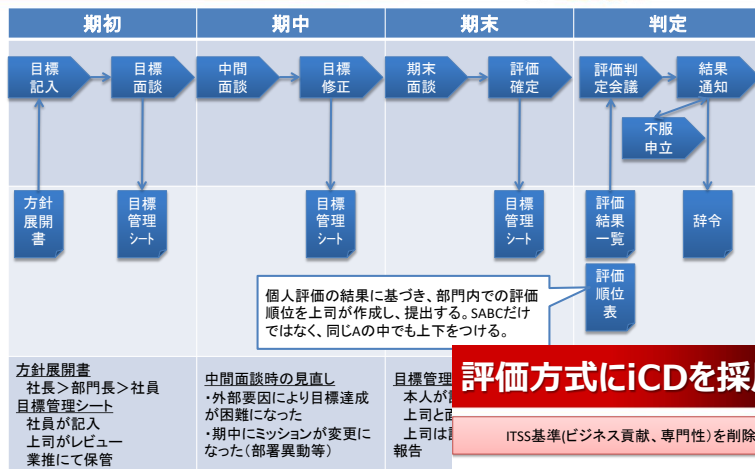 期初
期中
期末
判定
目標
記入
目標
面談
中間
面談
目標
修正
期末
面談
評価
確定
評価判
定会議
結果
通知
不服
申立
方針
展開
書
目標
管理
シート
目標
管理
シート
目標
管理
シート
評価
結果
一覧
辞令
評価
順位
表
個人評価の結果に基づき、部門内での評価
順位を上司が作成し、提出する。SABCだけ
ではなく、同じAの中でも上下をつける。
方針展開書
社長＞部門長＞社員
目標管理シート
社員が記入
上司がレビュー
業推にて保管
中間面談時の見直し
・外部要因により目標達成
が困難になった
・期中にミッションが変更に
なった(部署異動等)
目標管理
本人が
上司と
上司は
報告
評価方式にiCDを採
ITSS基準(ビジネス貢献、専門性)を削除